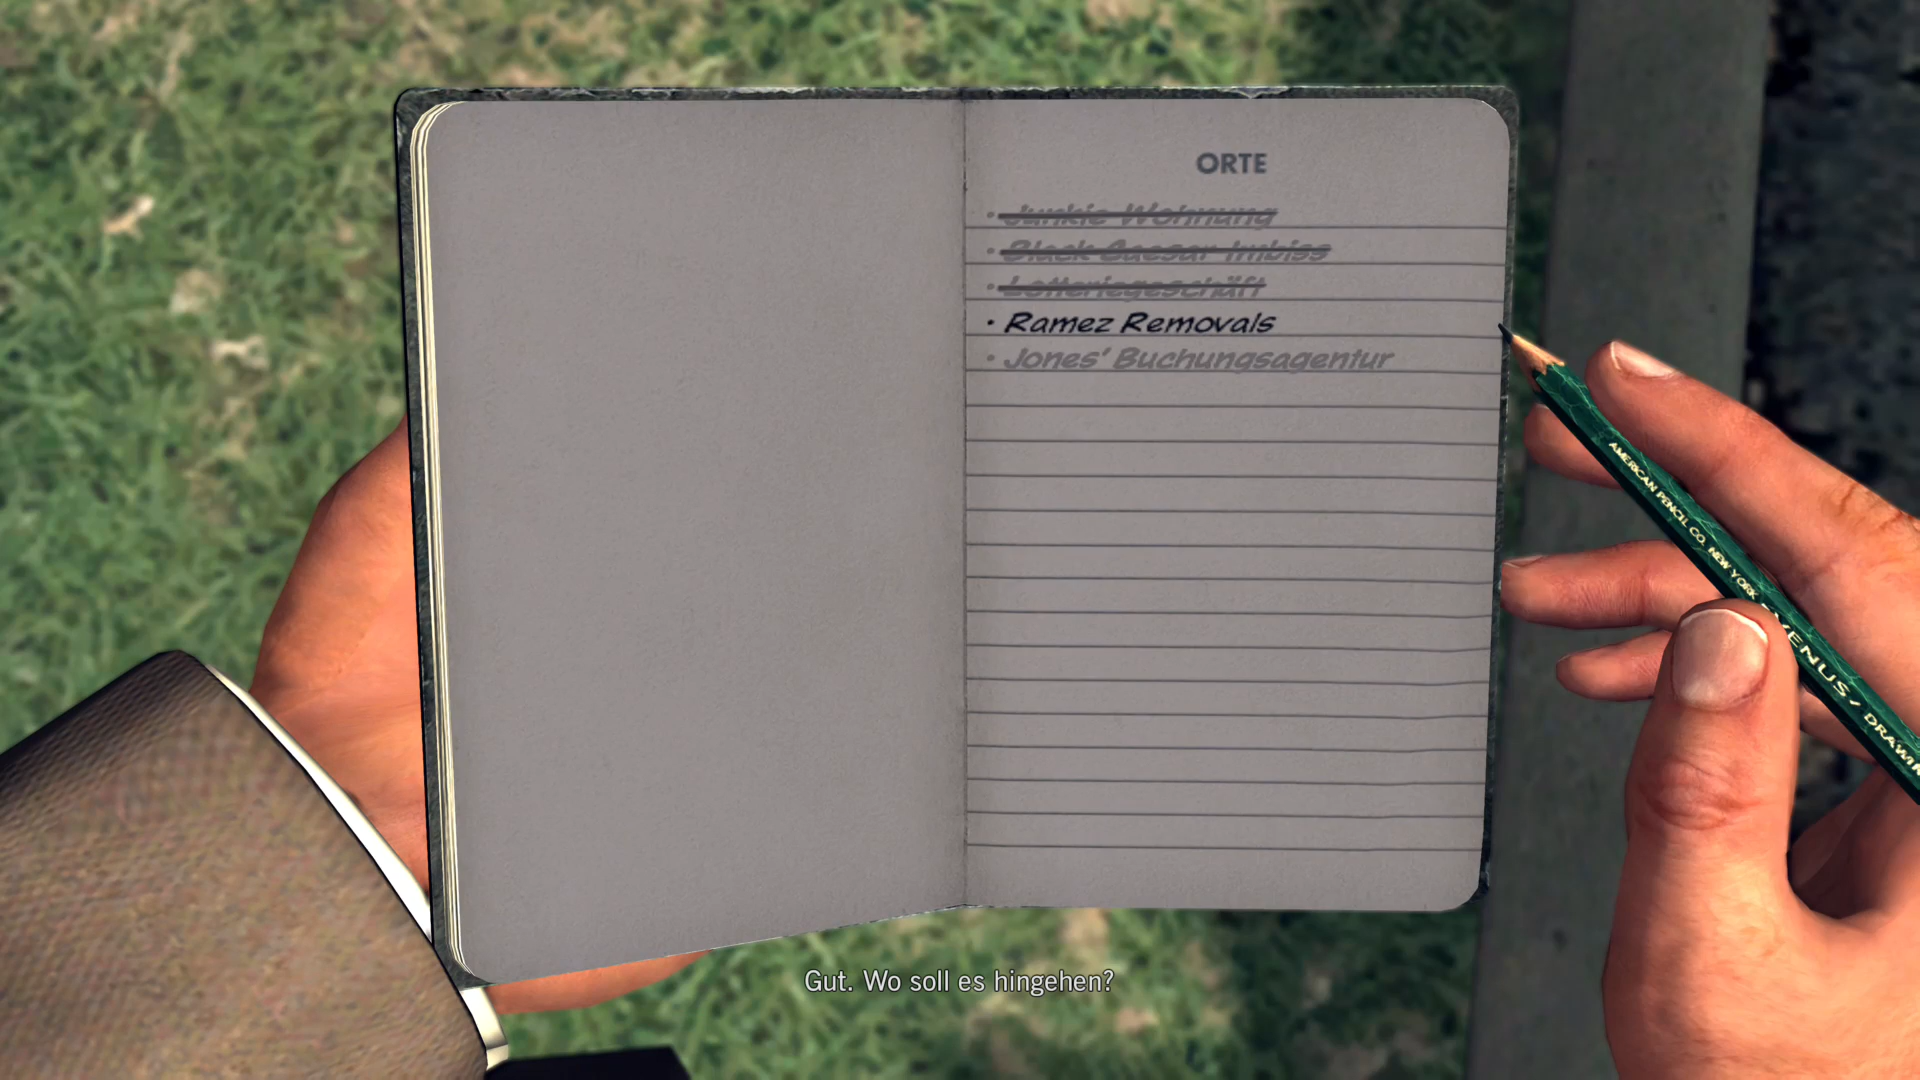 ORTE
· Junkie Wohnung
· Black Caesar Imbiss
· Lotteriegeschäft
· Ramez Removals
· Jones' Buchungsagentur
AMERICAN PENCIL CO. NEW YORK VENUS / DRAWI
Gut. Wo soll es hingehen?